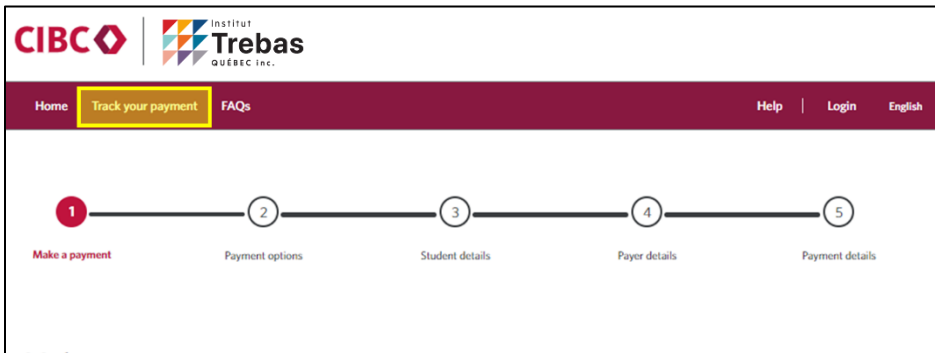 CIBC
Institut
Trebas
QUÉBEC inc.
Home Track your payment FAQs Help Login English
1 2 3 4 5
Make a payment Payment options Student details Payer details Payment details